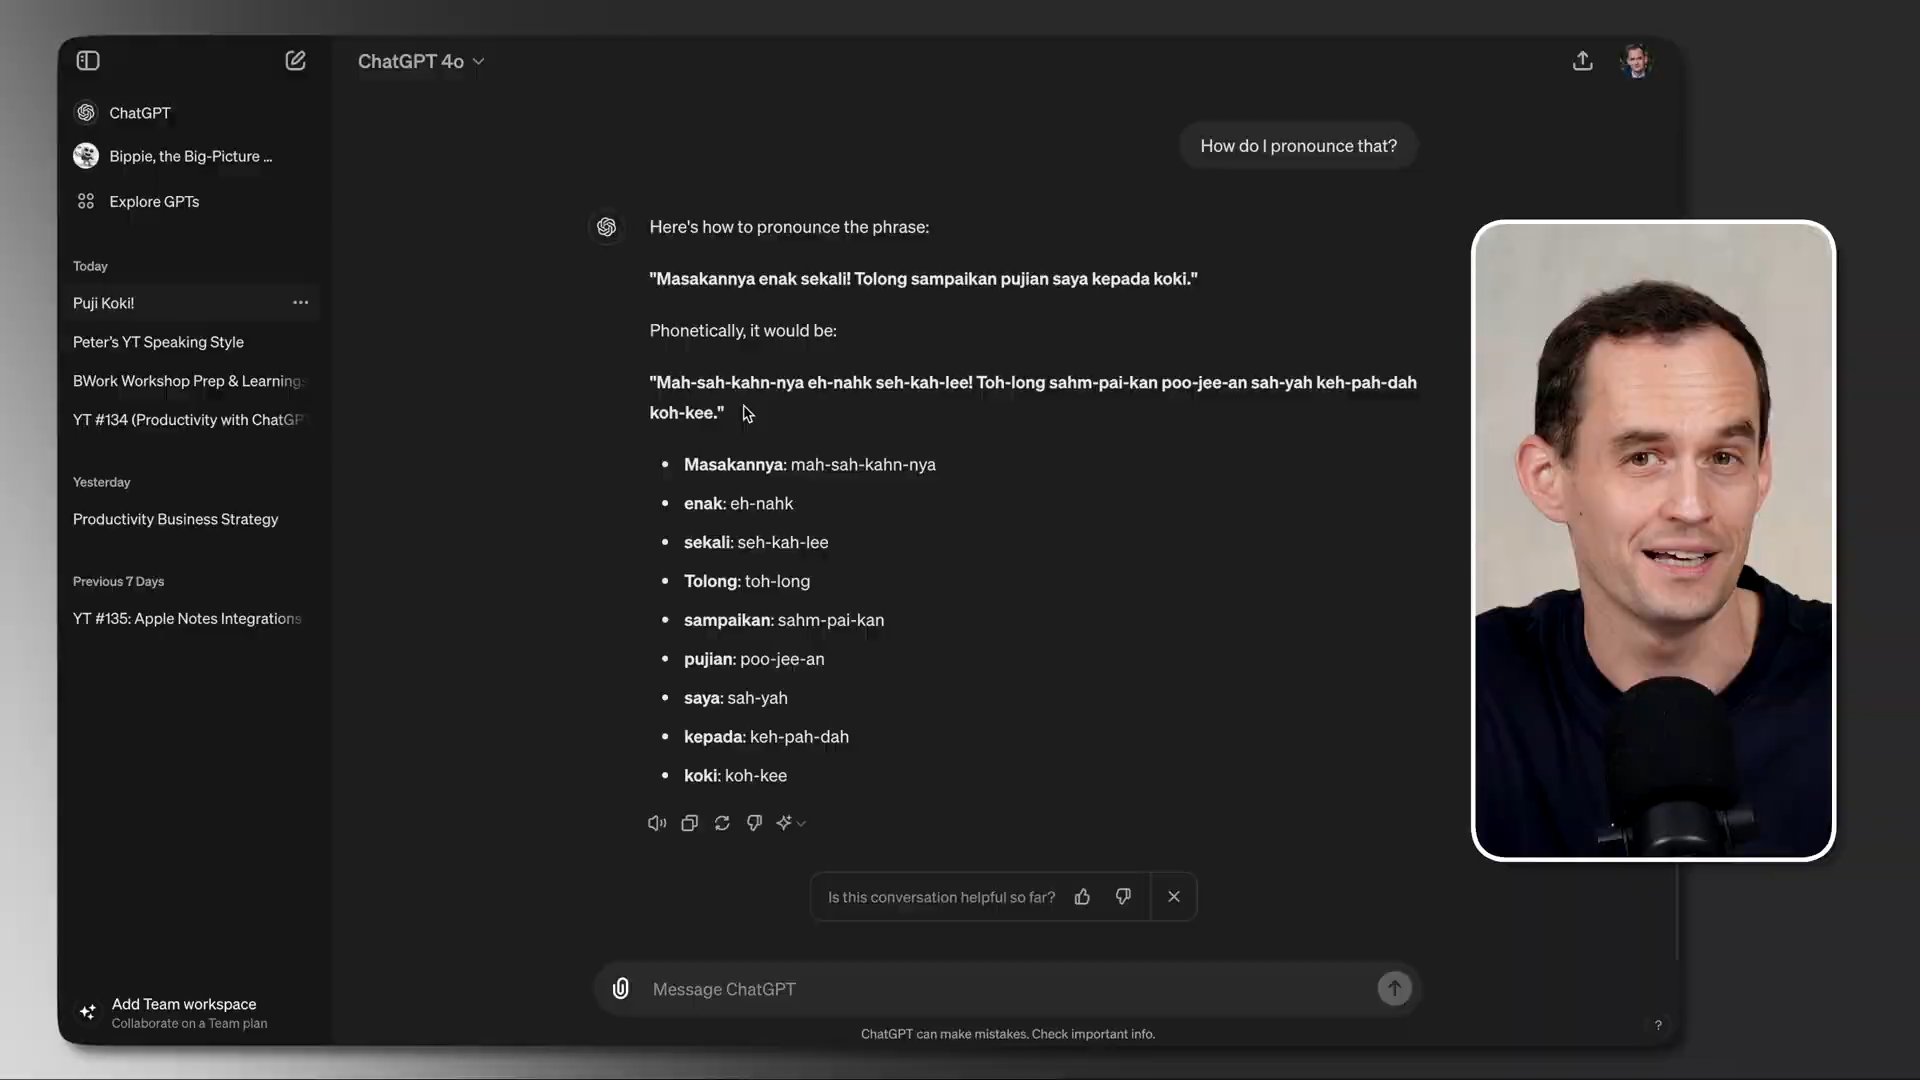 ChatGPT 4o
ChatGPT
Bippie, the Big-Picture ...
Explore GPTs
Today
Puji Koki!
Peter's YT Speaking Style
BWork Workshop Prep & Learnings
YT #134 (Productivity with ChatGP
Yesterday
Productivity Business Strategy
Previous 7 Days
YT #135: Apple Notes Integrations
Add Team workspace
Collaborate on a Team plan
How do I pronounce that?
Here's how to pronounce the phrase:
"Masakannya enak sekali! Tolong sampaikan pujian saya kepada koki."
Phonetically, it would be:
"Mah-sah-kahn-nya eh-nahk seh-kah-lee! Toh-long sahm-pai-kan poo-jee-an sah-yah keh-pah-dah
koh-kee."
• Masakannya: mah-sah-kahn-nya
• enak: eh-nahk
• sekali: seh-kah-lee
• Tolong: toh-long
• sampaikan: sahm-pai-kan
• pujian: poo-jee-an
• saya: sah-yah
• kepada: keh-pah-dah
• koki: koh-kee
Is this conversation helpful so far?
Message ChatGPT
ChatGPT can make mistakes. Check important info.
?